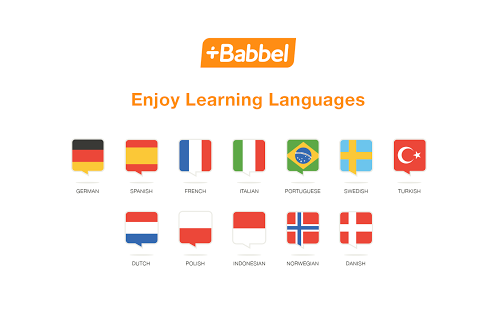 +Babbel
Enjoy Learning Languages
GERMAN SPANISH FRENCH ITALIAN PORTUGUESE SWEDISH TURKISH
DUTCH POLISH INDONESIAN NORWEGIAN DANISH